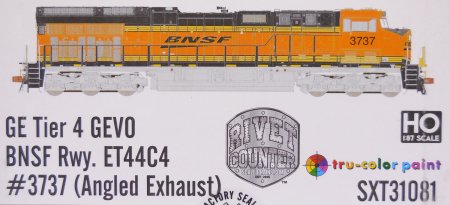 BNSF
3737
GE Tier 4 GEVO
BNSF Rwy. ET44C4
#3737 (Angled Exhaust)
RIVET
COUNTER
HO
1:87 SCALE
tru-color paint
SXT31081
FACTORY SEAL